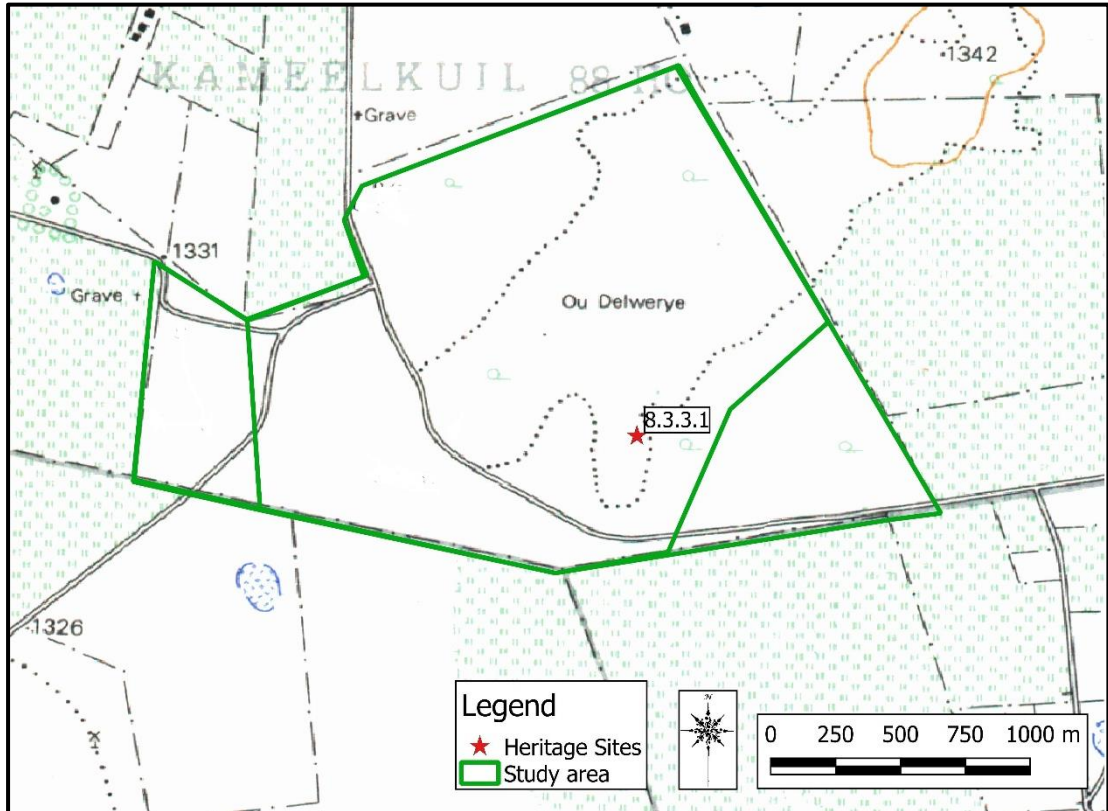 1342
KAMEELKUIL 88
Grave
1331
Grave
Ou Delwerye
8.3.3.1
1326
Legend
Heritage Sites
Study area
N
0 250 500 750 1000 m